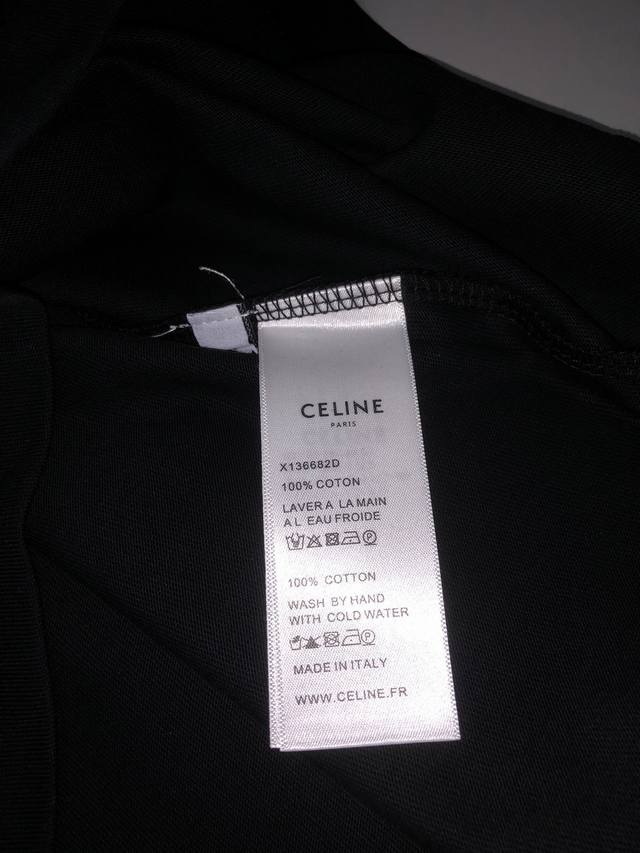 CELINE
PARIS
X136682D
100% COTON
LAVER A LA MAIN
A L EAU FROIDE
100% COTTON
WASH BY HAND
WITH COLD WATER
MADE IN ITALY
WWW.CELINE.FR